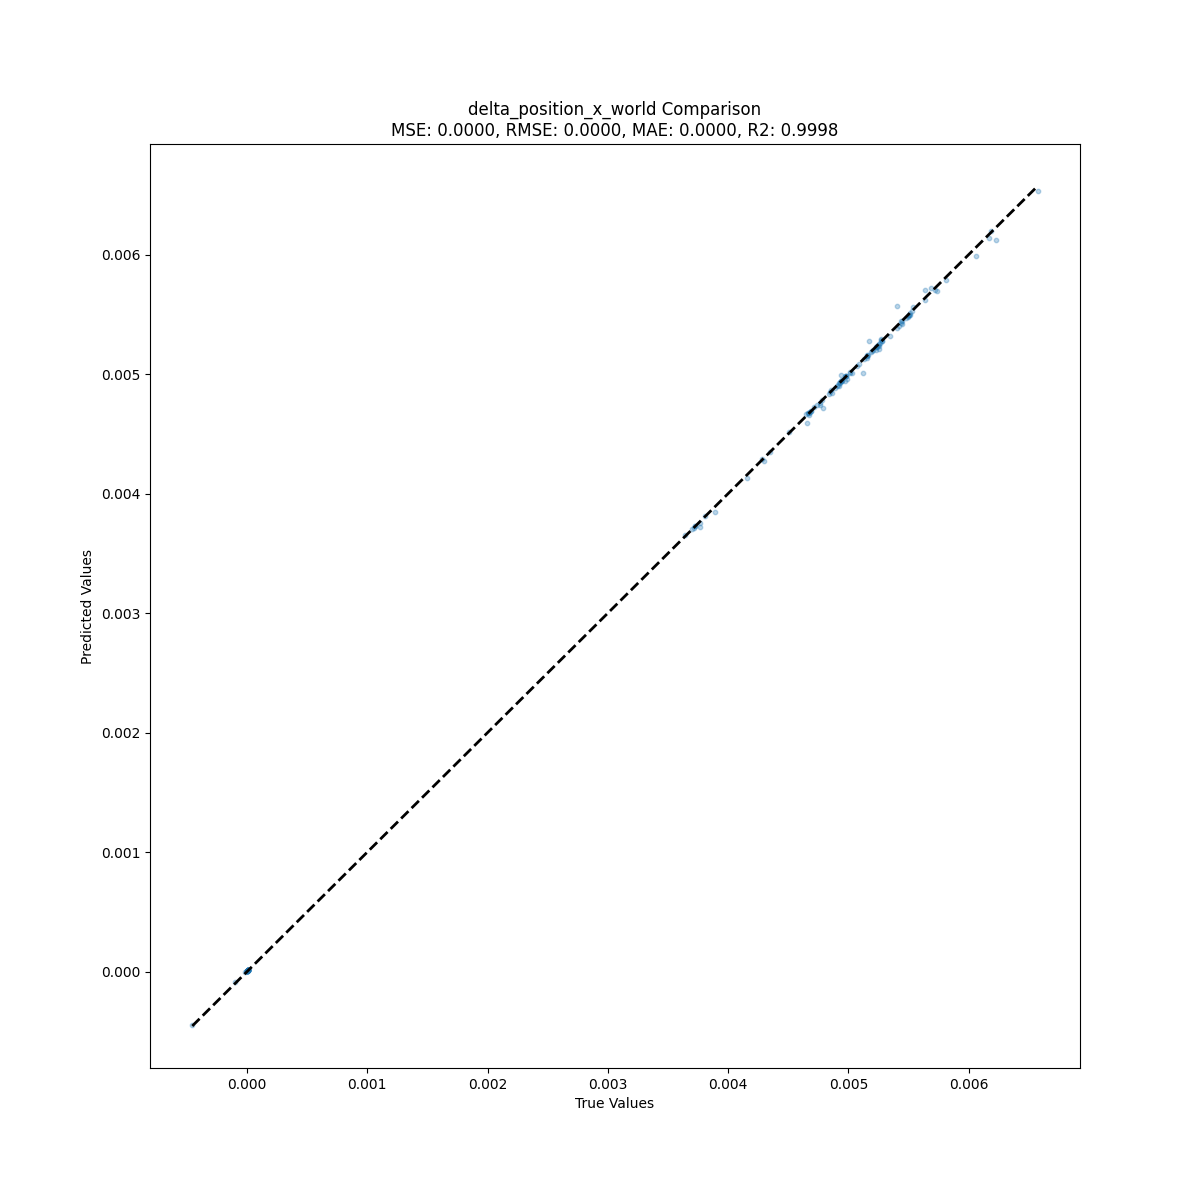 delta_position_x_world Comparison
MSE: 0.0000, RMSE: 0.0000, MAE: 0.0000, R2: 0.9998
0.006
0.005
0.004
0.003
0.002
0.001
0.000
Predicted Values
0.000 0.001 0.002 0.003 0.004 0.005 0.006
True Values